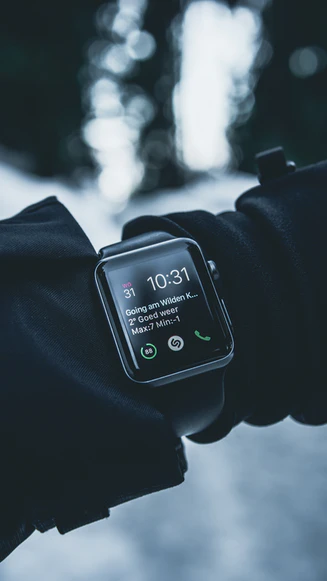 31
10:31
Going am Wilden K...
2° Goed weer
Max:7 Min:-1
88